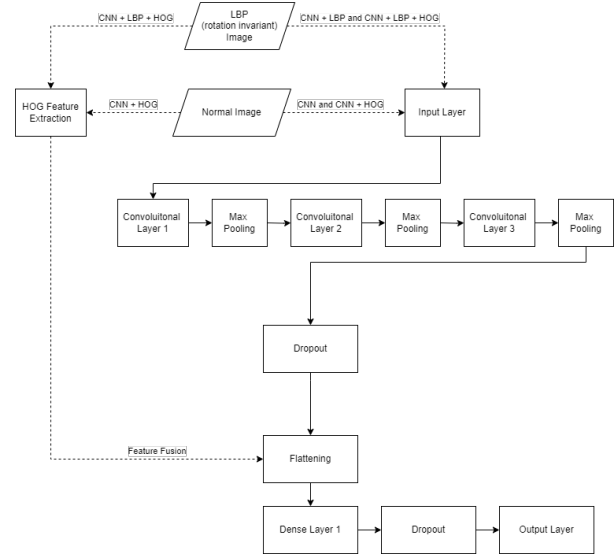 CNN + LBP + HOG
LBP
(rotation invariant)
Image
CNN + LBP and CNN + LBP + HOG
HOG Feature
Extraction
CNN + HOG
Normal Image
CNN and CNN + HOG
Input Layer
Convoluitonal
Layer 1
Max
Pooling
Convoluitonal
Layer 2
Max
Pooling
Convoluitonal
Layer 3
Max
Pooling
Dropout
Feature Fusion
Flattening
Dense Layer 1
Dropout
Output Layer